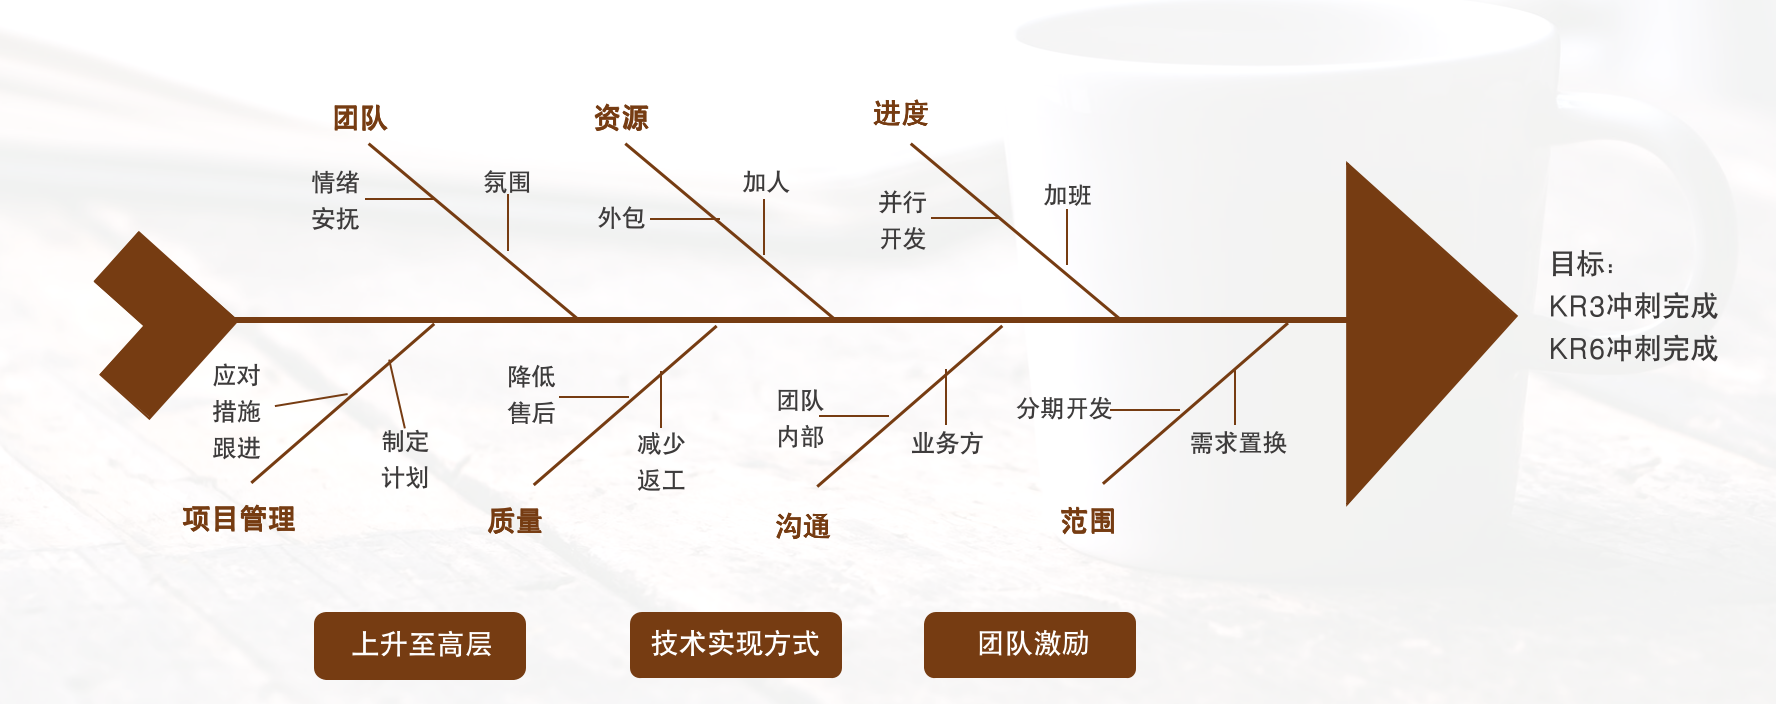 团队
资源
进度
情绪
安抚
氛围
外包
加人
并行
开发
加班
目标：
KR3冲刺完成
KR6冲刺完成
应对
措施
跟进
制定
计划
降低
售后
减少
返工
团队
内部
业务方
分期开发
需求置换
项目管理
质量
沟通
范围
上升至高层
技术实现方式
团队激励